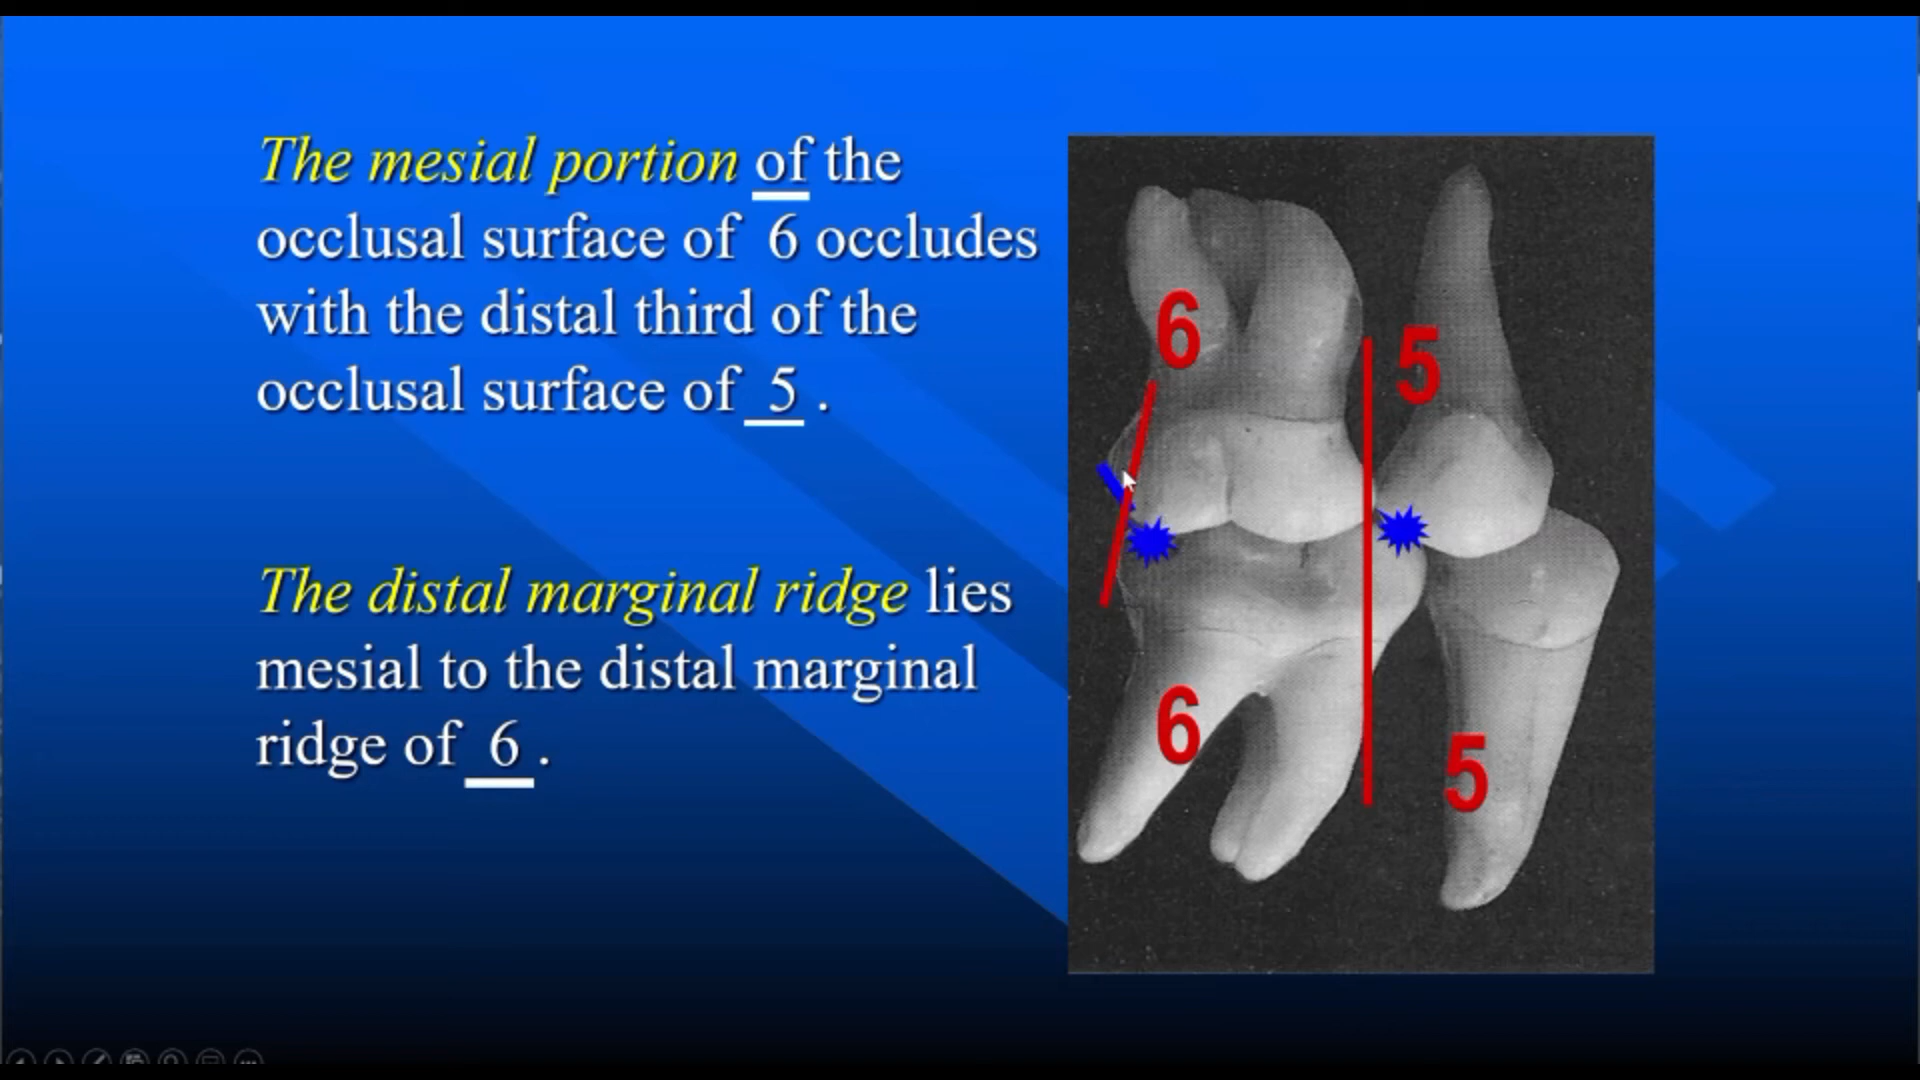 The mesial portion of the
occlusal surface of 6 occludes
with the distal third of the
occlusal surface of 5 .
The distal marginal ridge lies
mesial to the distal marginal
ridge of 6 .
6
5
6
5